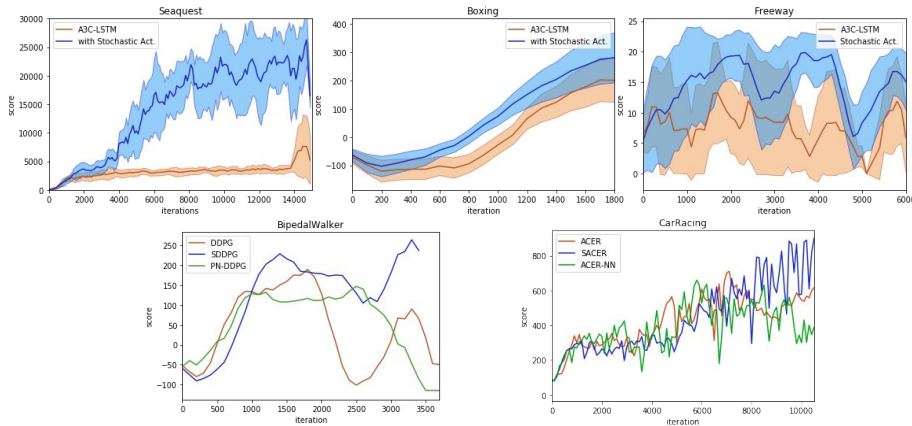 Seaquest
30000
25000
20000
15000
10000
5000
0
score
0 2000 4000 6000 8000 10000 12000 14000
iterations
A3C-LSTM
with Stochastic Act.
Boxing
400
300
200
100
0
−100
score
0 200 400 600 800 1000 1200 1400 1600 1800
iteration
A3C-LSTM
with Stochastic Act.
Freeway
25
20
15
10
5
0
score
0 1000 2000 3000 4000 5000 6000
iteration
A3C-LSTM
Stochastic Act.
BipedalWalker
250
200
150
100
50
0
−50
−100
score
0 500 1000 1500 2000 2500 3000 3500
iteration
DDPG
SDDPG
PN-DDPG
CarRacing
800
600
400
200
0
score
0 2000 4000 6000 8000 10000
iteration
ACER
SACER
ACER-NN